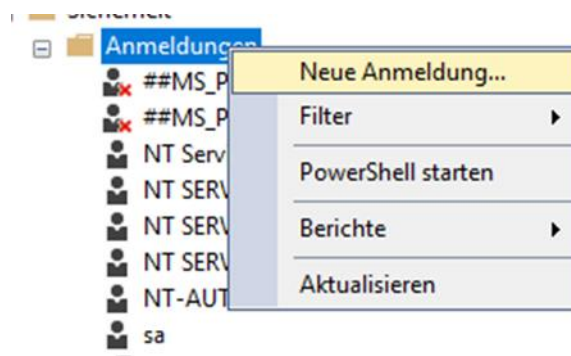 Anmeldungen
Neue Anmeldung...
##MS_P
##MS_P
Filter
NT Serv
PowerShell starten
NT SERV
NT SERV
Berichte
NT SERV
NT-AUT
Aktualisieren
sa